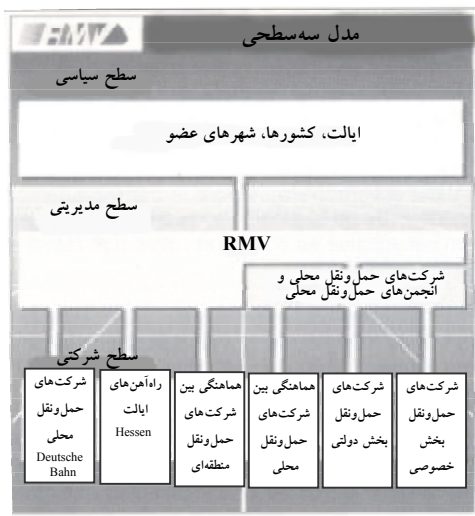 RMV
مدل سه‌سطحی
سطح سیاسی
ایالت، کشورها، شهرهای عضو
سطح مدیریتی
RMV
شرکت‌های حمل‌ونقل محلی و
انجمن‌های حمل‌ونقل محلی
سطح شرکتی
شرکت‌های
حمل‌ونقل
بخش
خصوصی
شرکت‌های
حمل‌ونقل
بخش دولتی
هماهنگی بین
شرکت‌های
حمل‌ونقل
محلی
هماهنگی بین
شرکت‌های
حمل‌ونقل
منطقه‌ای
راه‌آهن‌های
ایالت
Hessen
شرکت‌های
حمل‌ونقل
محلی
Deutsche
Bahn